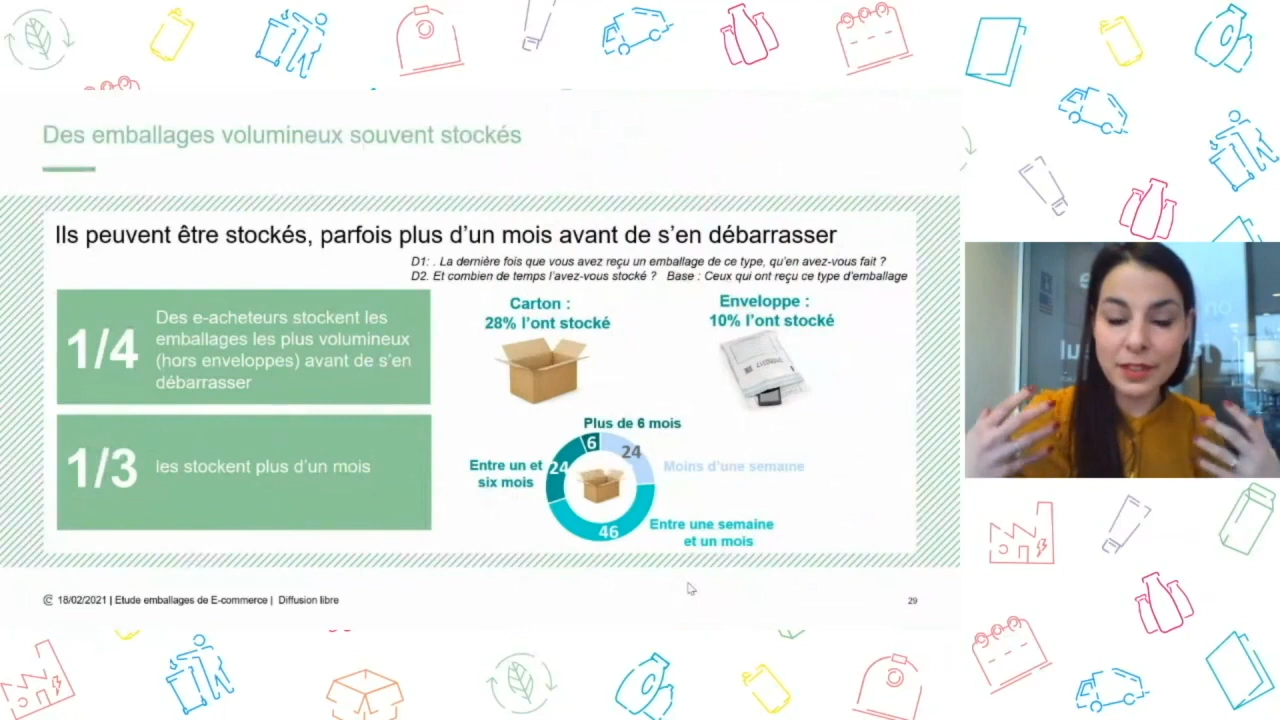 Des emballages volumineux souvent stockés
Ils peuvent être stockés, parfois plus d'un mois avant de s'en débarrasser
D1: . La dernière fois que vous avez reçu un emballage de ce type, qu'en avez-vous fait ?
D2. Et combien de temps l'avez-vous stocké ? Base : Ceux qui ont reçu ce type d'emballage
1/4
Des e-acheteurs stockent les
emballages les plus volumineux
(hors enveloppes) avant de s'en
débarrasser
1/3
les stockent plus d'un mois
Carton :
28% l'ont stocké
Enveloppe :
10% l'ont stocké
Plus de 6 mois
6
24
Moins d'une semaine
Entre un et
six mois
24
46
Entre une semaine
et un mois
18/02/2021 | Etude emballages de E-commerce | Diffusion libre
29